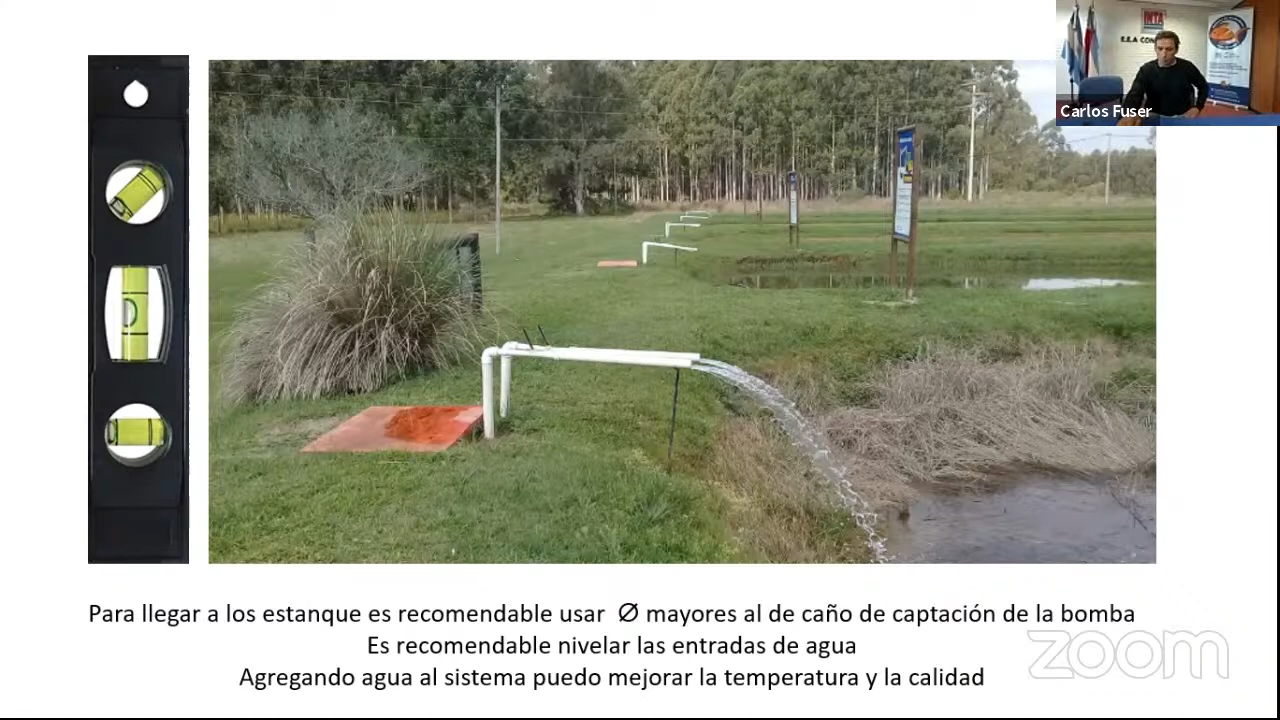 INTA
Carlos Fuser
Para llegar a los estanque es recomendable usar Ø mayores al de caño de captación de la bomba
Es recomendable nivelar las entradas de agua
Agregando agua al sistema puedo mejorar la temperatura y la calidad
zoom